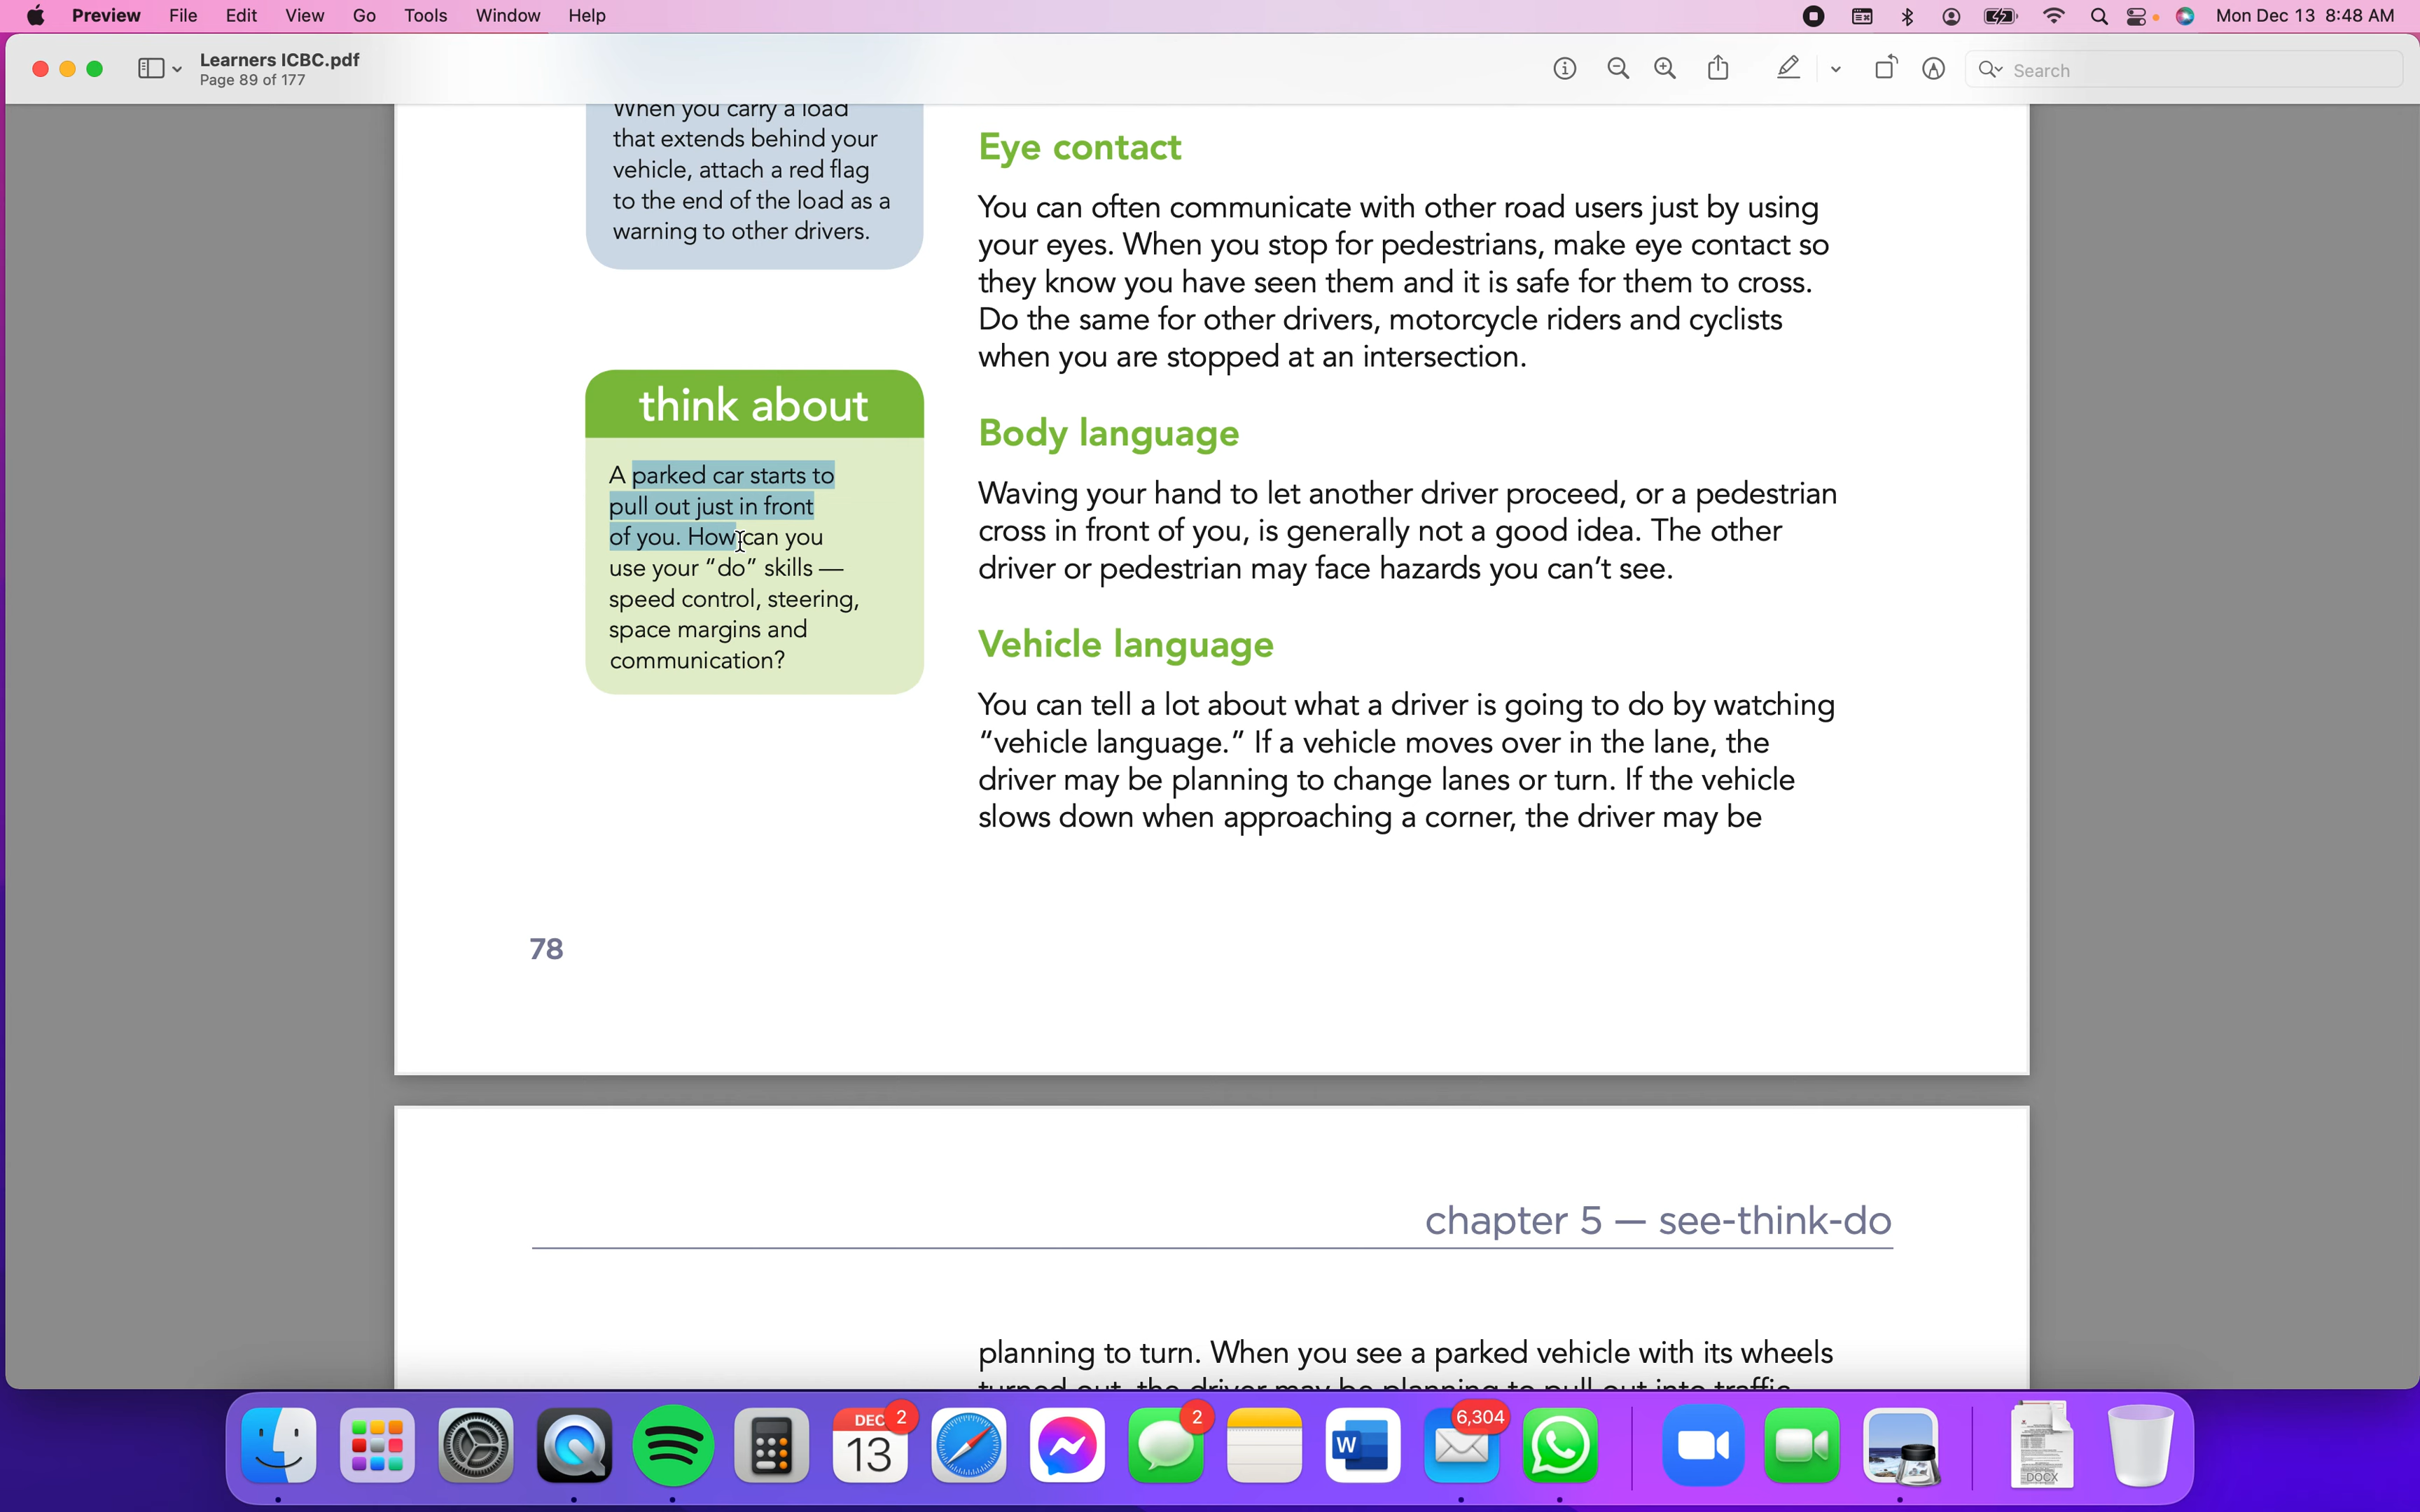 Preview File Edit View Go Tools Window Help
Mon Dec 13 8:48 AM
Learners ICBC.pdf
Page 89 of 177
Search
When you carry a load
that extends behind your
vehicle, attach a red flag
to the end of the load as a
warning to other drivers.
think about
A parked car starts to
pull out just in front
of you. How can you
use your “do” skills —
speed control, steering,
space margins and
communication?
Eye contact
You can often communicate with other road users just by using
your eyes. When you stop for pedestrians, make eye contact so
they know you have seen them and it is safe for them to cross.
Do the same for other drivers, motorcycle riders and cyclists
when you are stopped at an intersection.
Body language
Waving your hand to let another driver proceed, or a pedestrian
cross in front of you, is generally not a good idea. The other
driver or pedestrian may face hazards you can’t see.
Vehicle language
You can tell a lot about what a driver is going to do by watching
“vehicle language.” If a vehicle moves over in the lane, the
driver may be planning to change lanes or turn. If the vehicle
slows down when approaching a corner, the driver may be
78
chapter 5 — see-think-do
planning to turn. When you see a parked vehicle with its wheels
turned out, the driver may be planning to pull out into traffic.
DEC 2
13
2
W
6,304
DOCX